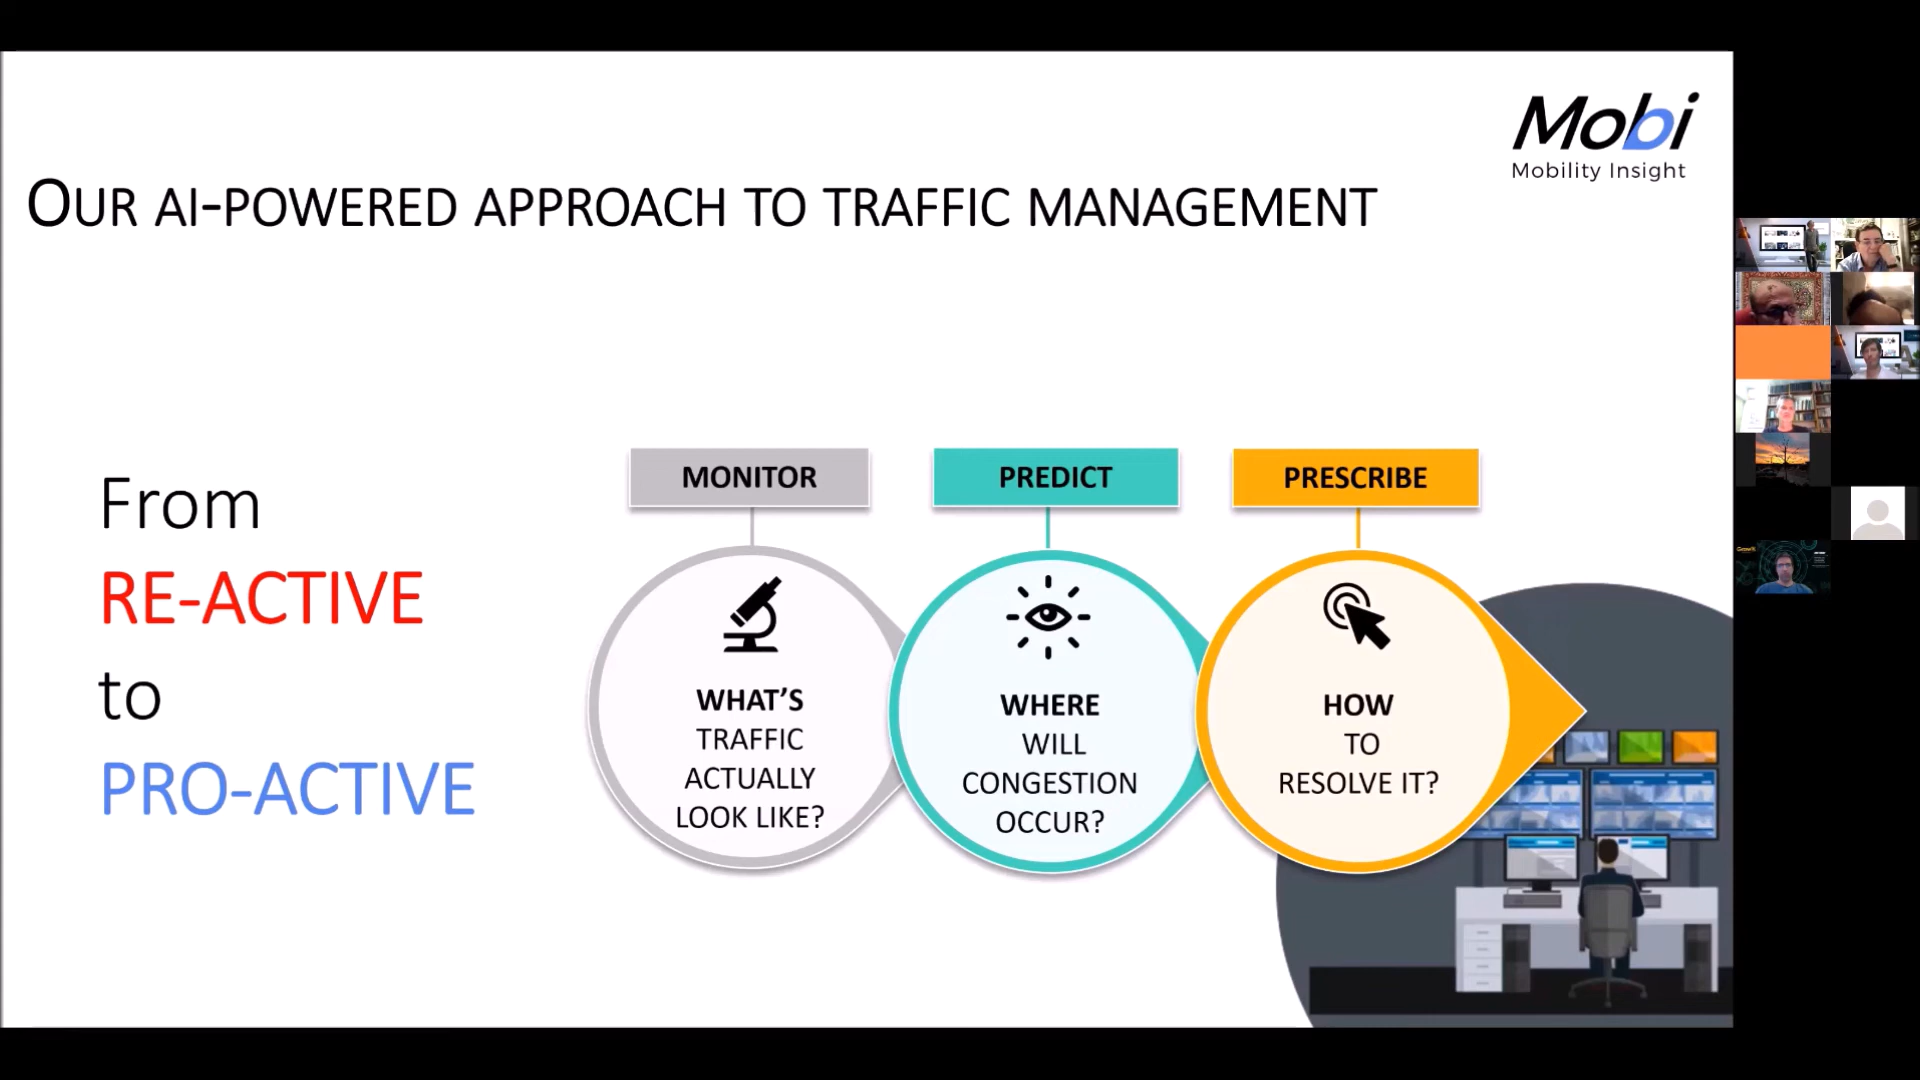 Mobi
Mobility Insight
OUR AI-POWERED APPROACH TO TRAFFIC MANAGEMENT
From
RE-ACTIVE
to
PRO-ACTIVE
MONITOR
WHAT'S
TRAFFIC
ACTUALLY
LOOK LIKE?
PREDICT
WHERE
WILL
CONGESTION
OCCUR?
PRESCRIBE
HOW
TO
RESOLVE IT?